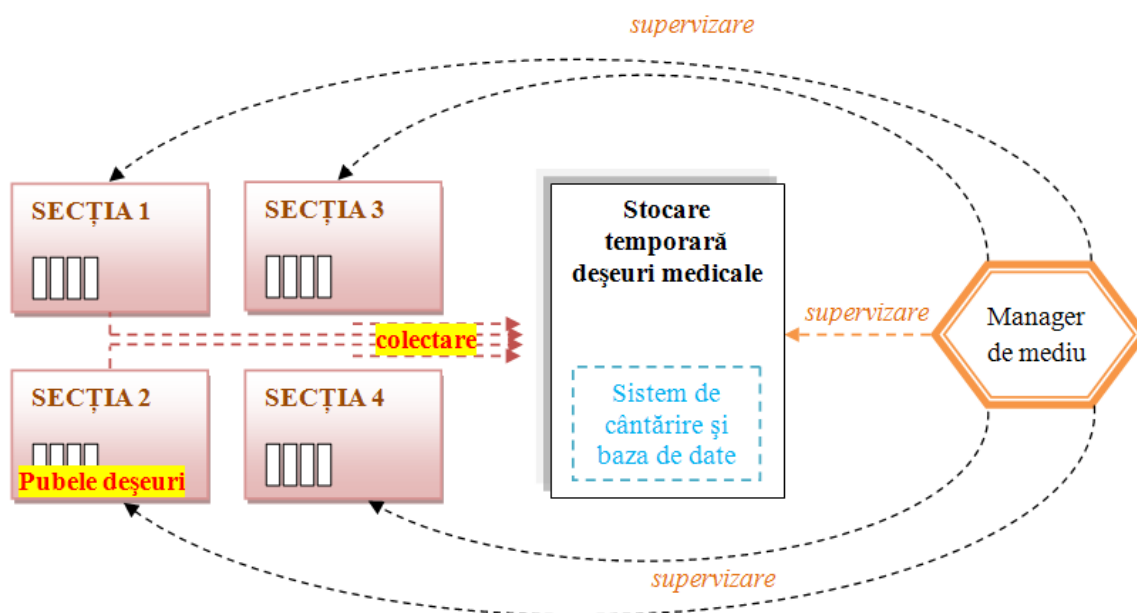 supervizare
SECȚIA 1
SECȚIA 3
Stocare
temporară
deşeuri medicale
colectare
supervizare
Manager
de mediu
SECȚIA 2
Pubele deşeuri
SECȚIA 4
Sistem de
cântărire şi
baza de date
supervizare